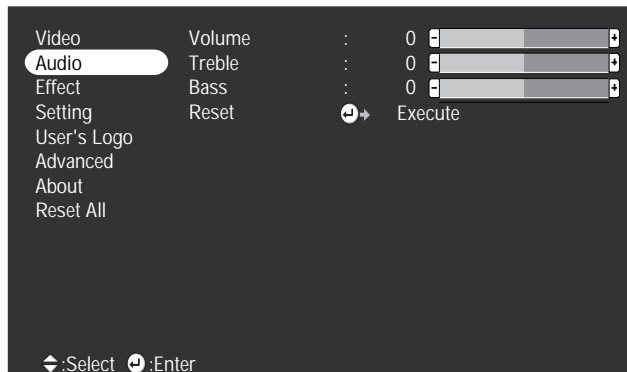 Video Volume : 0 - +
Audio Treble : 0 - +
Effect Bass : 0 - +
Setting Reset Execute
User's Logo
Advanced
About
Reset All
:Select :Enter